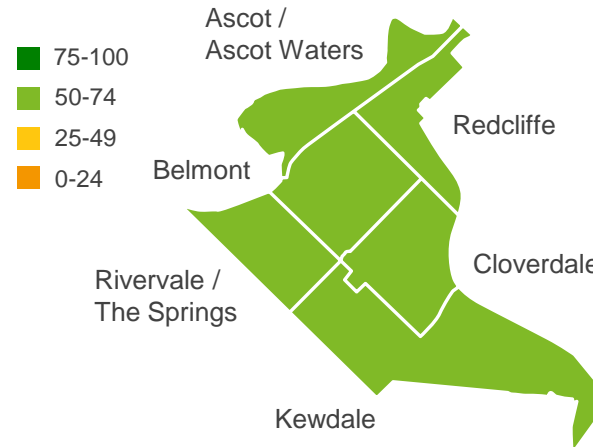 Ascot /
Ascot Waters
75-100
50-74
25-49
0-24
Redcliffe
Belmont
Cloverdale
Rivervale /
The Springs
Kewdale